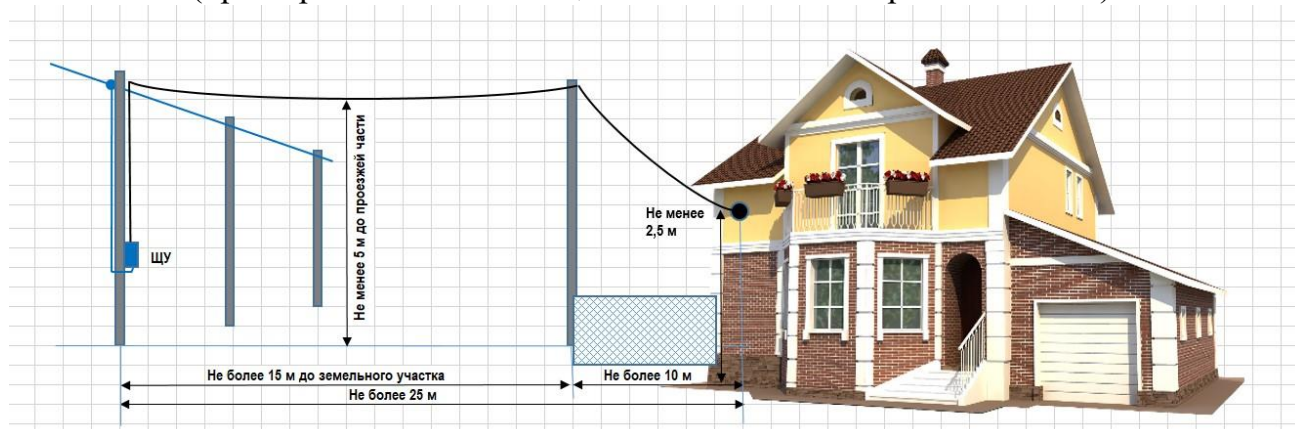 ЩУ
Не менее 5 м до проезжей части
Не менее
2,5 м
Не более 15 м до земельного участка
Не более 10 м
Не более 25 м